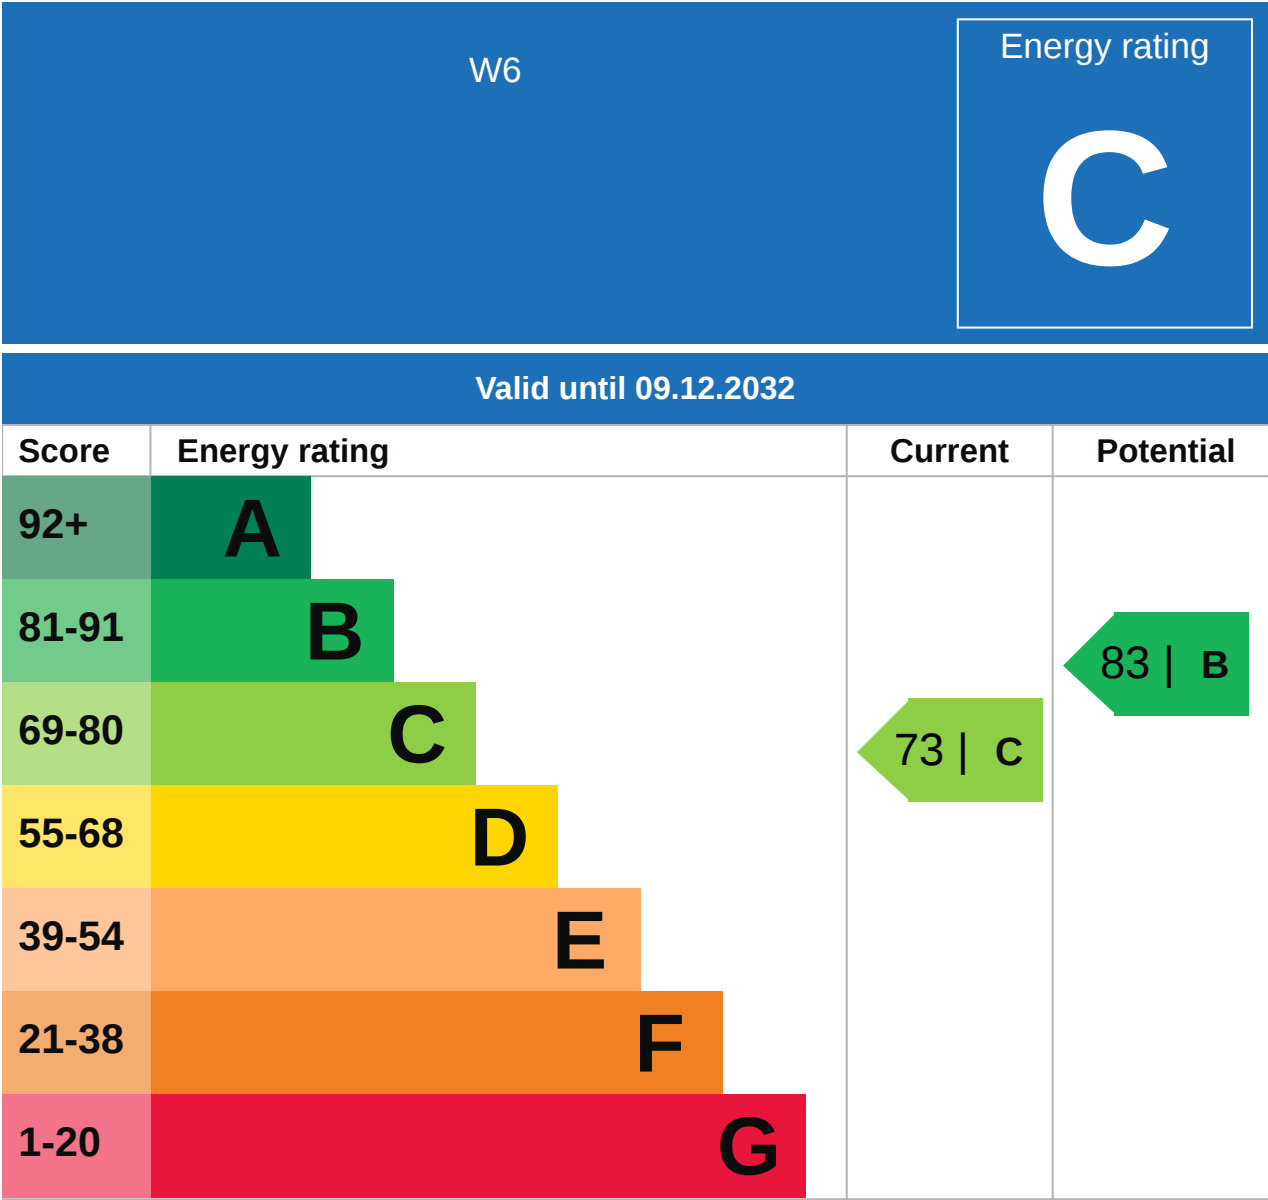 W6
Energy rating
C
Valid until 09.12.2032
Score Energy rating Current Potential
92+ A
81-91 B
83 | B
69-80 C
73 | C
55-68 D
39-54 E
21-38 F
1-20 G